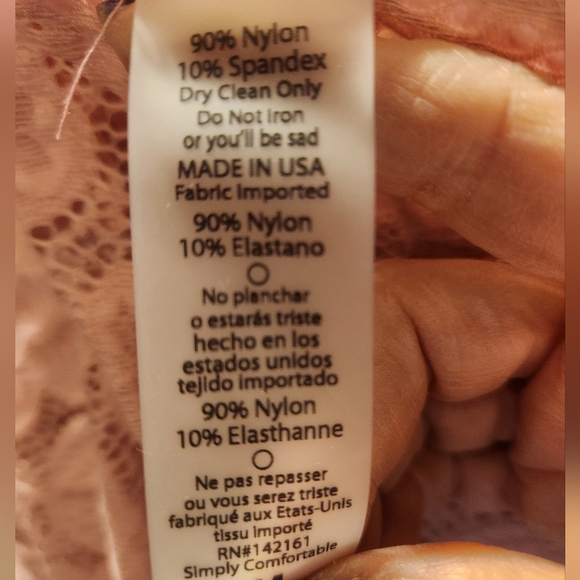 90% Nylon
10% Spandex
Dry Clean Only
Do Not Iron
or you'll be sad
MADE IN USA
Fabric Imported
90% Nylon
10% Elastano
No planchar
o estarás triste
hecho en los
estados unidos
tejido importado
90% Nylon
10% Elasthanne
Ne pas repasser
ou vous serez triste
fabriqué aux Etats-Unis
tissu importé
RN#142161
Simply Comfortable